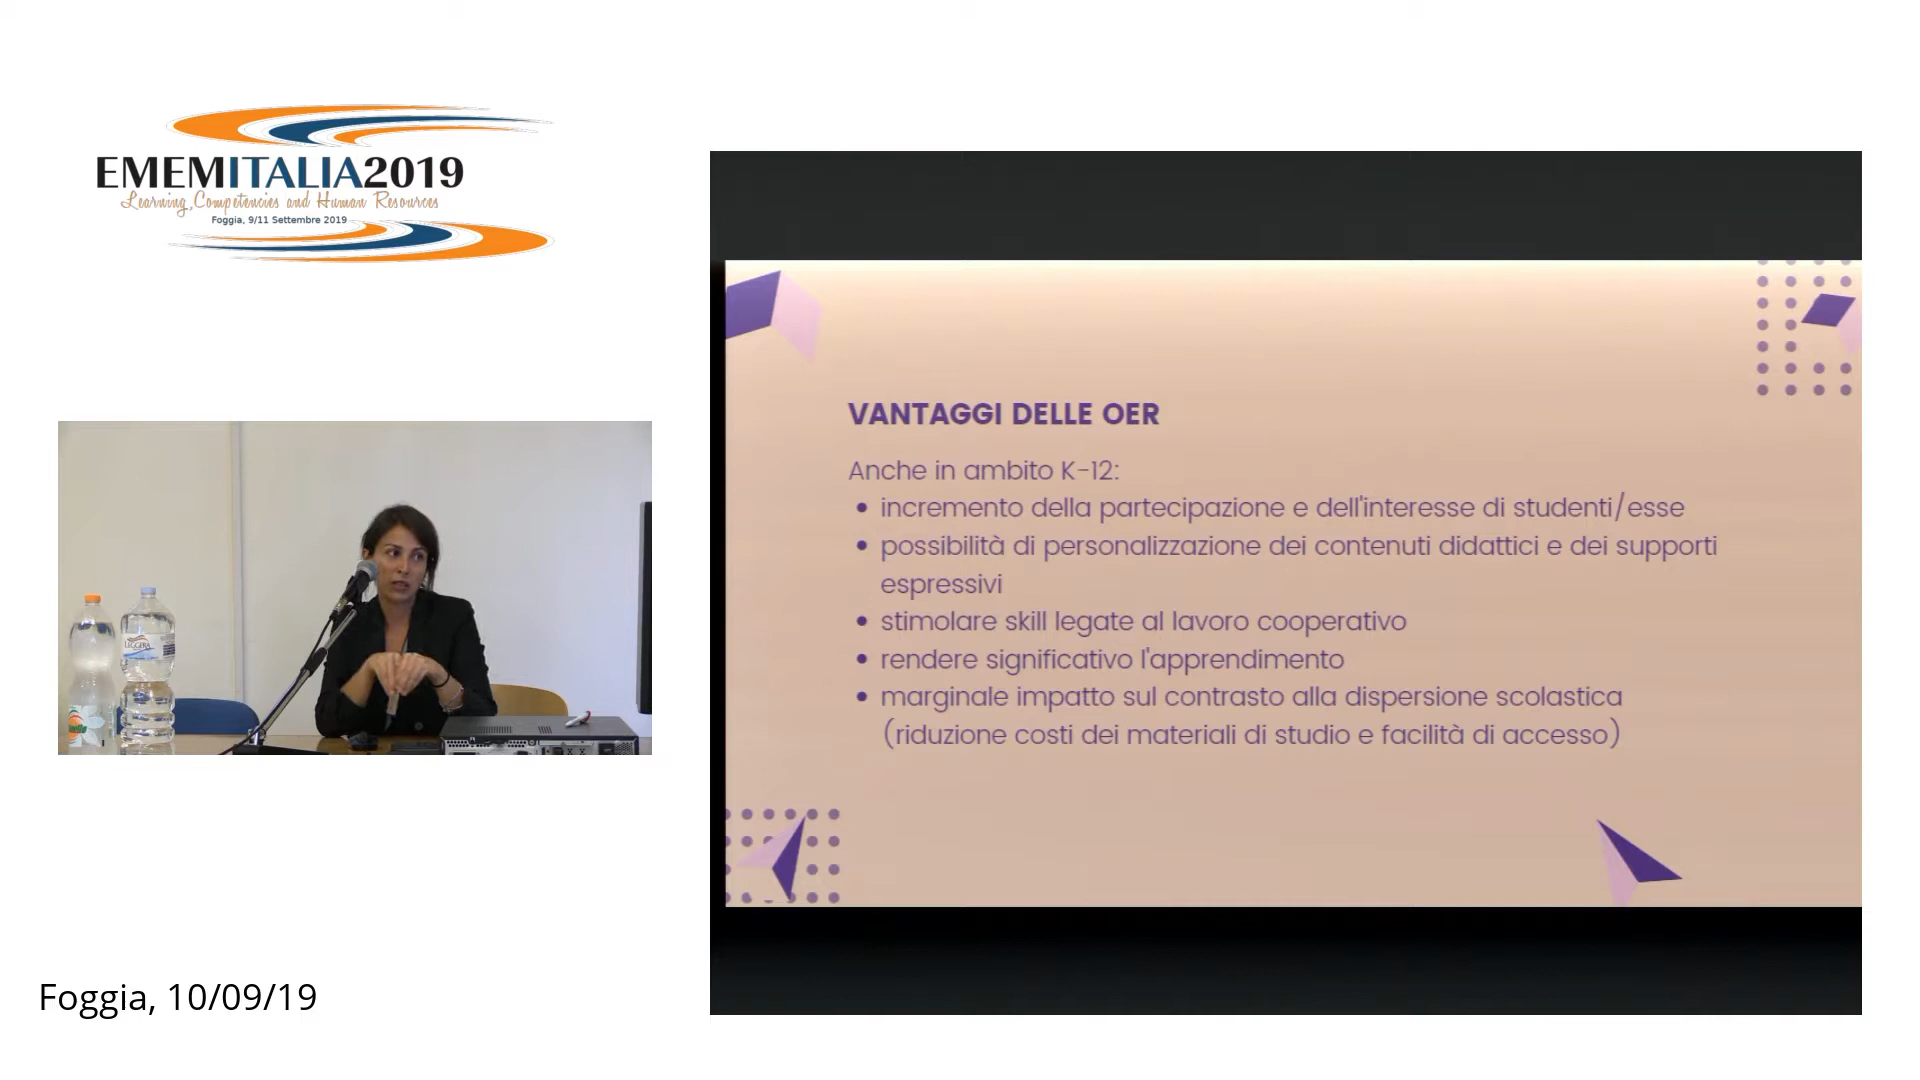 EMEMITALIA2019
Learning, Competencies and Human Resources
Foggia, 9/11 Settembre 2019
VANTAGGI DELLE OER
Anche in ambito K-12:
• incremento della partecipazione e dell'interesse di studenti/esse
• possibilità di personalizzazione dei contenuti didattici e dei supporti
espressivi
• stimolare skill legate al lavoro cooperativo
• rendere significativo l'apprendimento
• marginale impatto sul contrasto alla dispersione scolastica
(riduzione costi dei materiali di studio e facilità di accesso)
LEGGERA
Foggia, 10/09/19